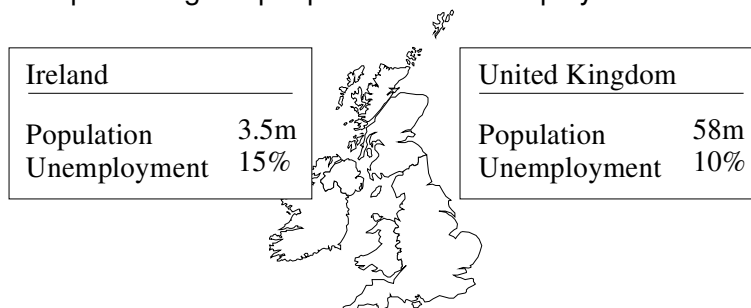 Ireland
Population 3.5m
Unemployment 15%
United Kingdom
Population 58m
Unemployment 10%